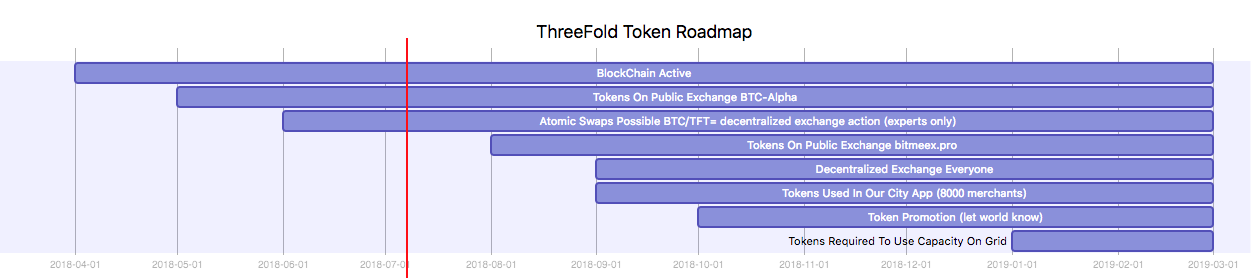 ThreeFold Token Roadmap
BlockChain Active
Tokens On Public Exchange BTC-Alpha
Atomic Swaps Possible BTC/TFT= decentralized exchange action (experts only)
Tokens On Public Exchange bitmeex.pro
Decentralized Exchange Everyone
Tokens Used In Our City App (8000 merchants)
Token Promotion (let world know)
Tokens Required To Use Capacity On Grid
2018-04-01 2018-05-01 2018-06-01 2018-07-01 2018-08-01 2018-09-01 2018-10-01 2018-11-01 2018-12-01 2019-01-01 2019-02-01 2019-03-01